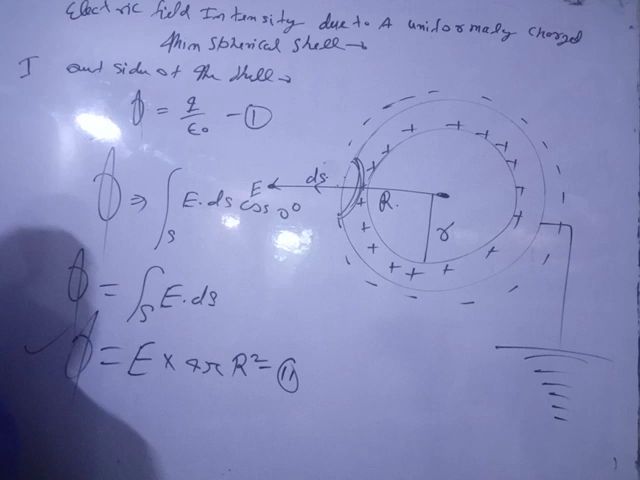 Electric field Intensity due to A uniformaly charged
thin spherical shell →
I out side of the shell →
ϕ = q/ε₀ - ①
ϕ ⇒ ∫s E.ds cos 0°
E ds
R
r
ϕ = ∫s E.ds
ϕ = E × 4π R² = ⑪